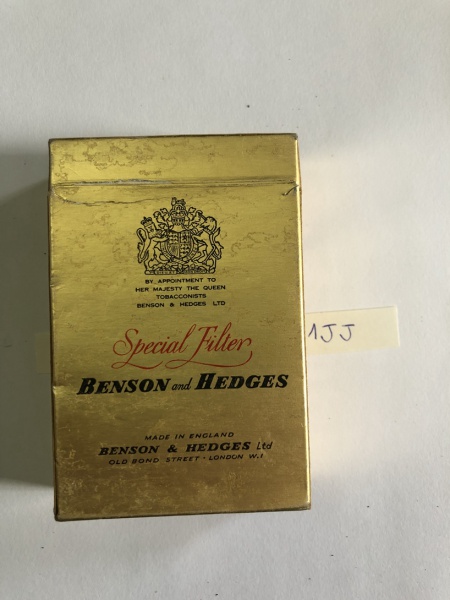 BY APPOINTMENT TO
HER MAJESTY THE QUEEN
TOBACCONISTS
BENSON & HEDGES LTD
Special Filter
BENSON and HEDGES
1JJ
MADE IN ENGLAND
BENSON & HEDGES Ltd
OLD BOND STREET · LONDON W.1